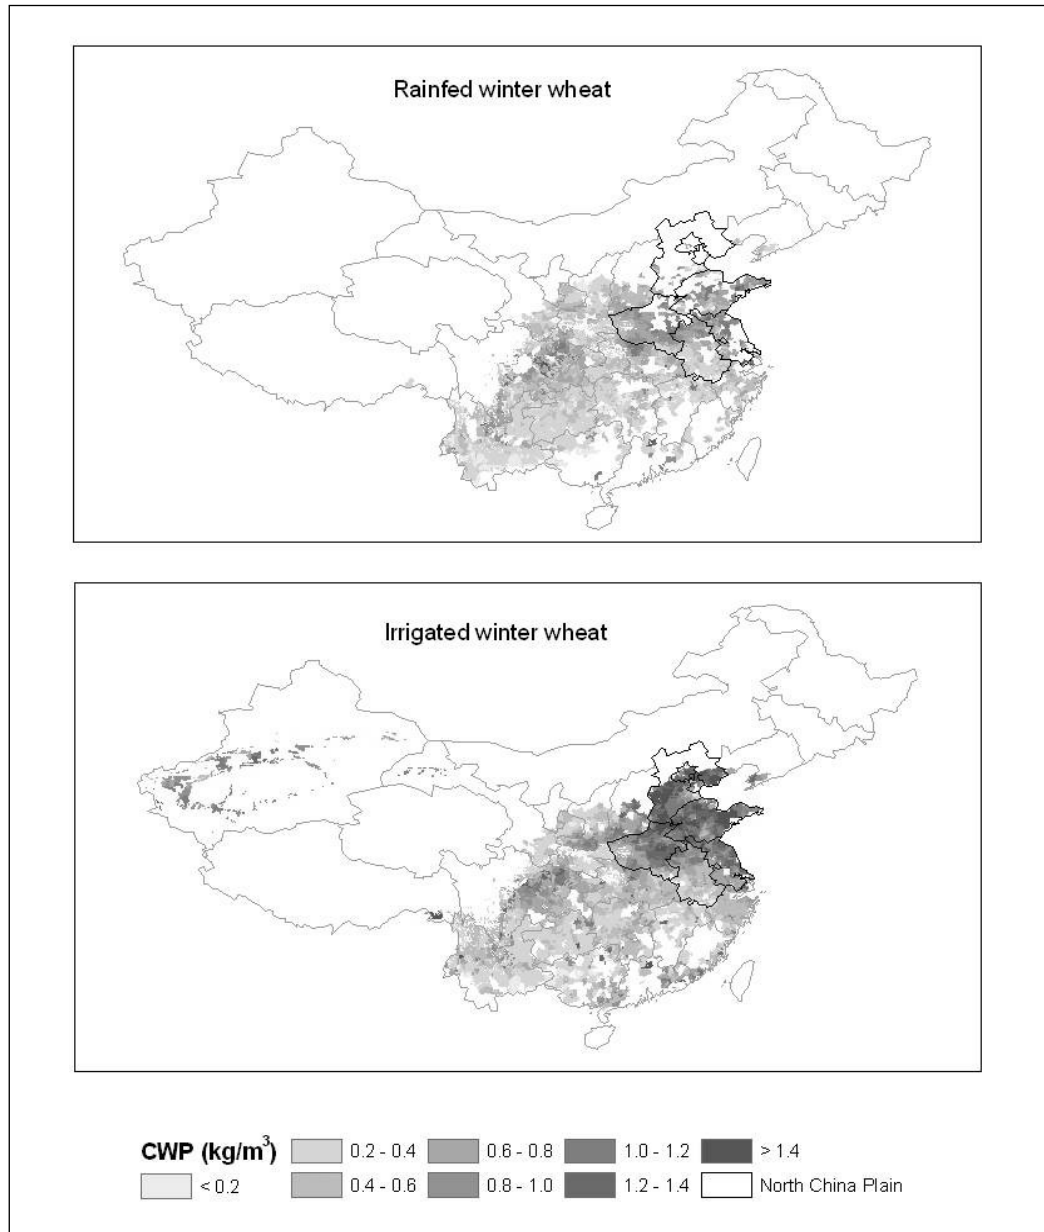 Rainfed winter wheat
Irrigated winter wheat
CWP (kg/m³)
< 0.2
0.2 - 0.4
0.4 - 0.6
0.6 - 0.8
0.8 - 1.0
1.0 - 1.2
1.2 - 1.4
> 1.4
North China Plain